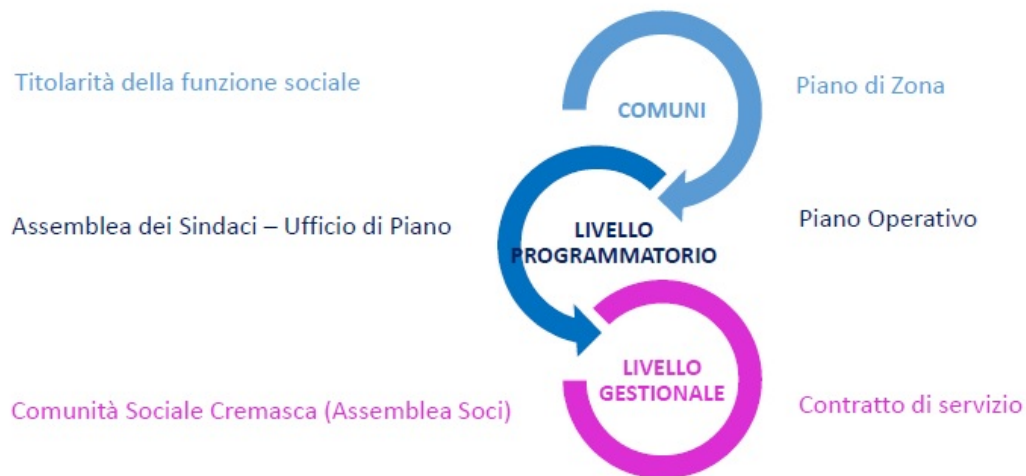 Titolarità della funzione sociale
COMUNI
Piano di Zona
Assemblea dei Sindaci – Ufficio di Piano
LIVELLO
PROGRAMMATORIO
Piano Operativo
Comunità Sociale Cremasca (Assemblea Soci)
LIVELLO
GESTIONALE
Contratto di servizio